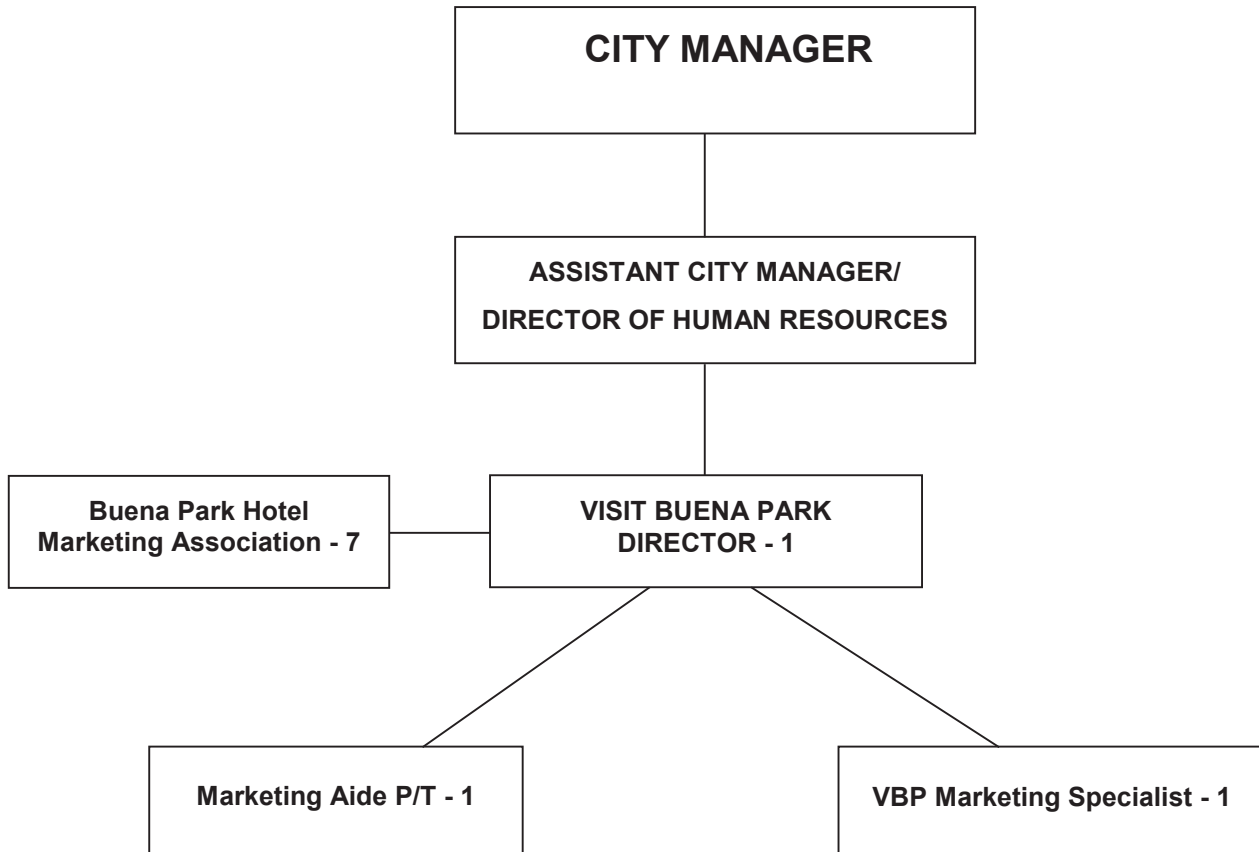 CITY MANAGER
ASSISTANT CITY MANAGER/
DIRECTOR OF HUMAN RESOURCES
Buena Park Hotel
Marketing Association - 7
VISIT BUENA PARK
DIRECTOR - 1
Marketing Aide P/T - 1
VBP Marketing Specialist - 1